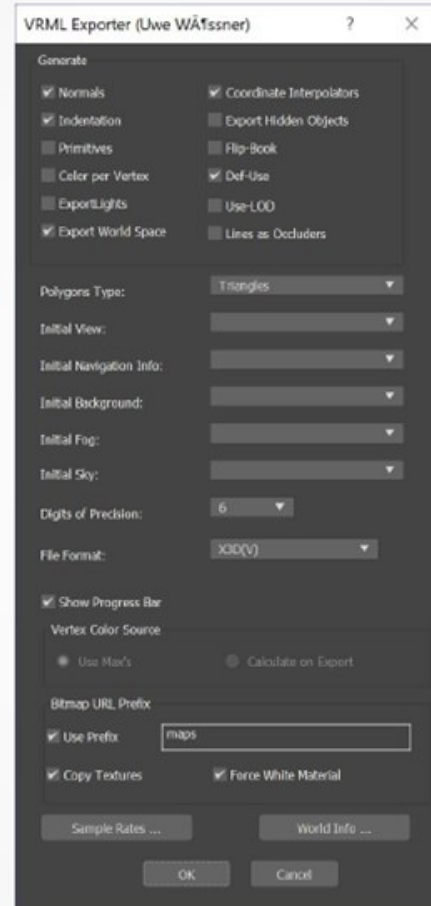 VRML Exporter (Uwe WÃ¶ssner) ?
Generate
Normals
Coordinate Interpolators
Indentation
Export Hidden Objects
Primitives
Flip-Book
Color per Vertex
Def-Use
ExportLights
Use-LOD
Export World Space
Lines as Occluders
Polygons Type: Triangles
Initial View:
Initial Navigation Info:
Initial Background:
Initial Fog:
Initial Sky:
Digits of Precision: 6
File Format: X3D(V)
Show Progress Bar
Vertex Color Source
Use Max's
Calculate on Export
Bitmap URL Prefix
Use Prefix maps
Copy Textures
Force White Material
Sample Rates ...
World Info ...
OK
Cancel